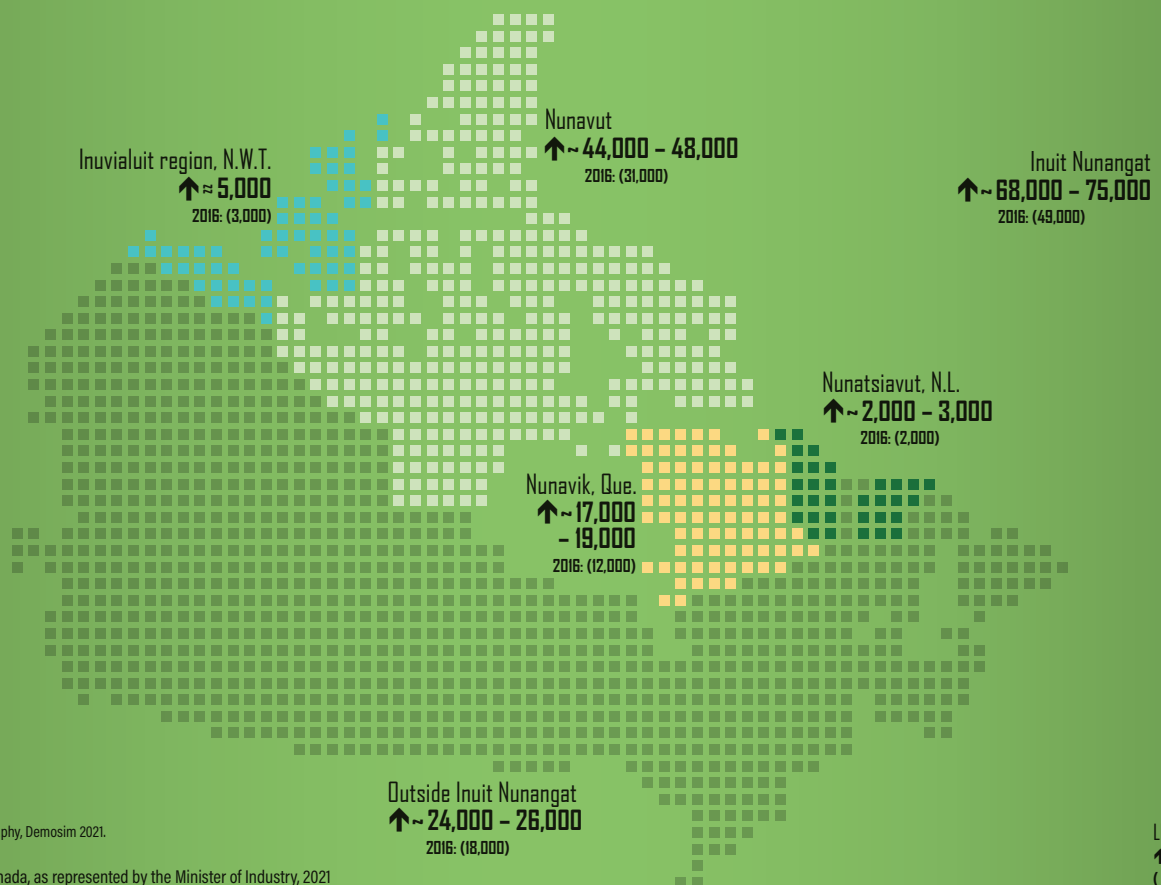 Nunavut
↑~ 44,000 – 48,000
2016: (31,000)
Inuvialuit region, N.W.T.
↑≈ 5,000
2016: (3,000)
Inuit Nunangat
↑~ 68,000 – 75,000
2016: (49,000)
Nunatsiavut, N.L.
↑~ 2,000 – 3,000
2016: (2,000)
Nunavik, Que.
↑~ 17,000
– 19,000
2016: (12,000)
Outside Inuit Nunangat
↑~ 24,000 – 26,000
2016: (18,000)
phy, Demosim 2021.
nada, as represented by the Minister of Industry, 2021